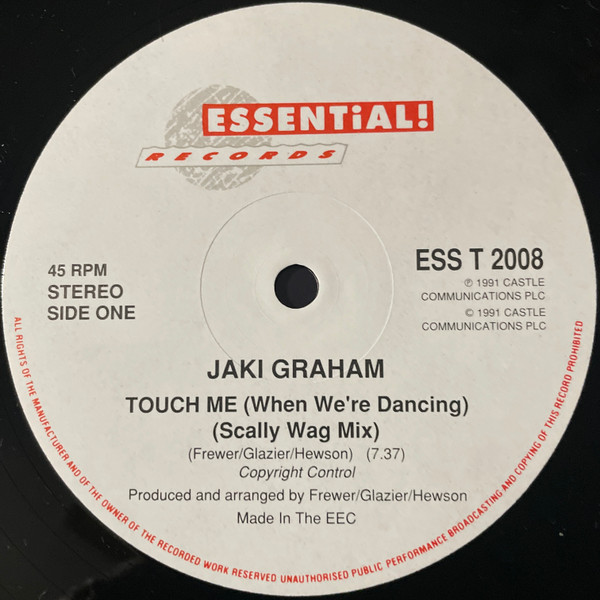 ESSENTiAL!
RECORDS
45 RPM
STEREO
SIDE ONE
ESS T 2008
℗ 1991 CASTLE
COMMUNICATIONS PLC
© 1991 CASTLE
COMMUNICATIONS PLC
JAKI GRAHAM
TOUCH ME (When We're Dancing)
(Scally Wag Mix)
(Frewer/Glazier/Hewson) (7.37)
Copyright Control
Produced and arranged by Frewer/Glazier/Hewson
Made In The EEC
ALL RIGHTS OF THE MANUFACTURER AND OF THE OWNER OF THE RECORDED WORK RESERVED UNAUTHORISED PUBLIC PERFORMANCE BROADCASTING AND COPYING OF THIS RECORD PROHIBITED